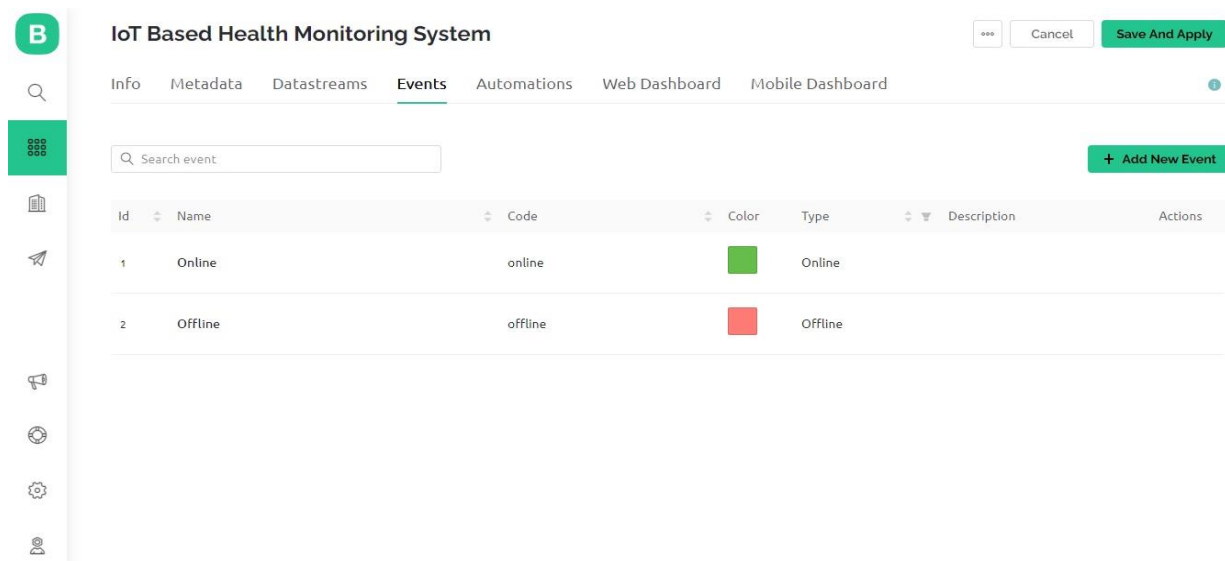 B
IoT Based Health Monitoring System
Cancel
Save And Apply
Info Metadata Datastreams Events Automations Web Dashboard Mobile Dashboard
Search event
+ Add New Event
Id Name Code Color Type Description Actions
1 Online online Online
2 Offline offline Offline